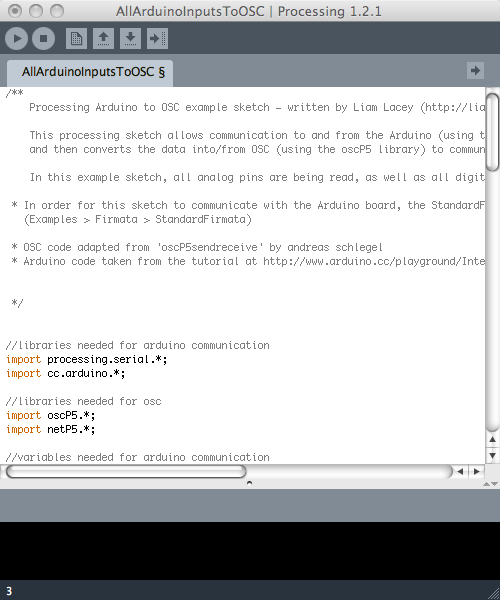 AllArduinoInputsToOSC | Processing 1.2.1
AllArduinoInputsToOSC §
/**
Processing Arduino to OSC example sketch – written by Liam Lacey (http://lia
This processing sketch allows communication to and from the Arduino (using t
and then converts the data into/from OSC (using the oscP5 library) to commun
In this example sketch, all analog pins are being read, as well as all digit
* In order for this sketch to communicate with the Arduino board, the StandardF
(Examples > Firmata > StandardFirmata)
* OSC code adapted from 'oscP5sendreceive' by andreas schlegel
* Arduino code taken from the tutorial at http://www.arduino.cc/playground/Inte
*/
//libraries needed for arduino communication
import processing.serial.*;
import cc.arduino.*;
//libraries needed for osc
import oscP5.*;
import netP5.*;
//variables needed for arduino communication
3